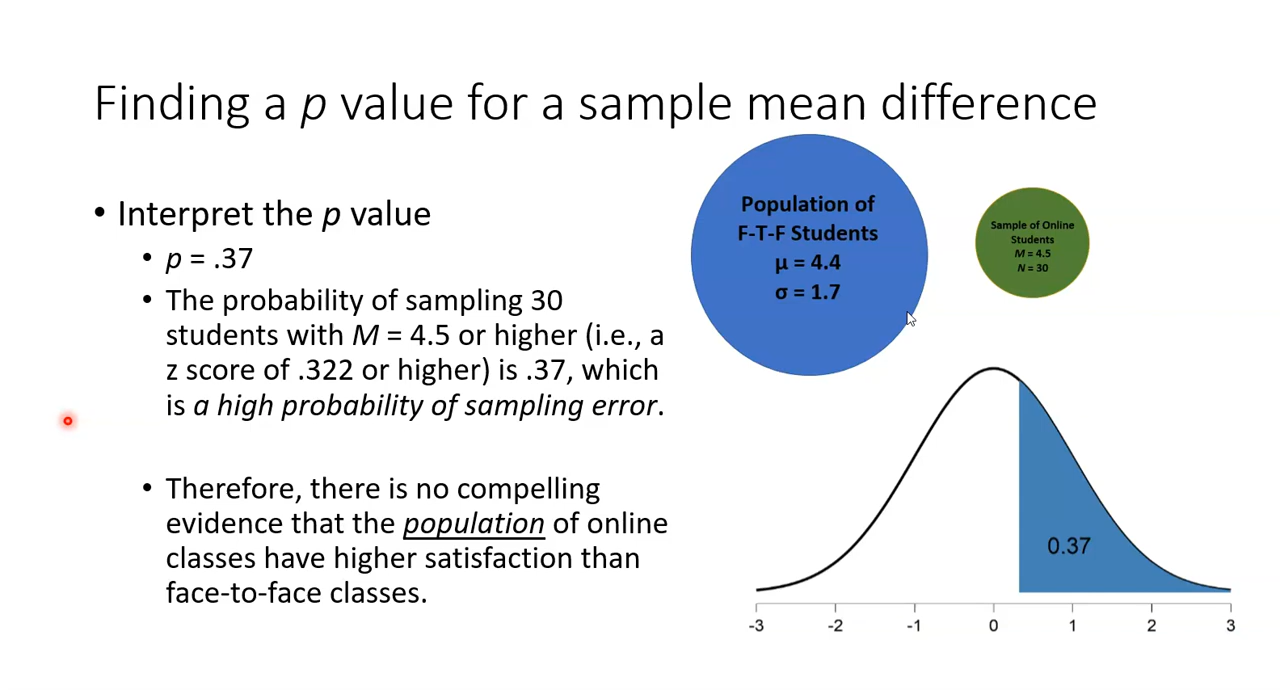 Finding a p value for a sample mean difference
• Interpret the p value
• p = .37
• The probability of sampling 30
students with M = 4.5 or higher (i.e., a
z score of .322 or higher) is .37, which
is a high probability of sampling error.
• Therefore, there is no compelling
evidence that the population of online
classes have higher satisfaction than
face-to-face classes.
Population of
F-T-F Students
μ = 4.4
σ = 1.7
Sample of Online
Students
M = 4.5
N = 30
0.37
-3 -2 -1 0 1 2 3